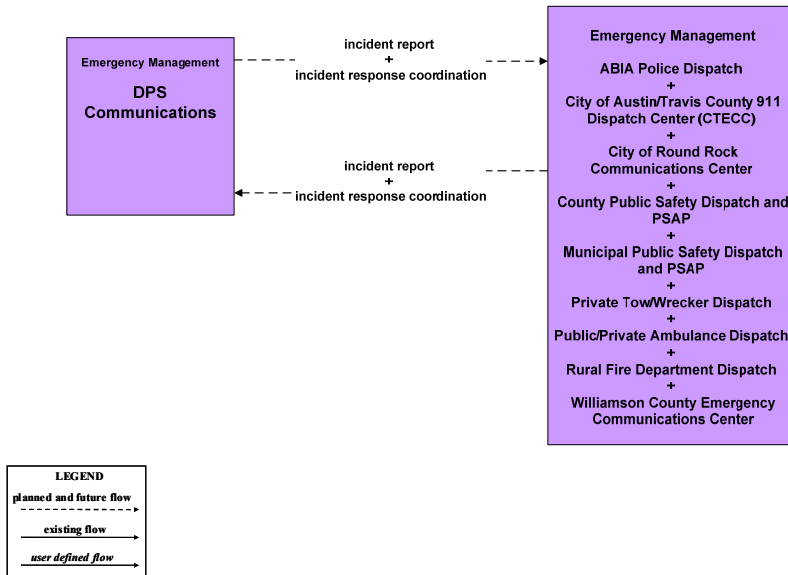 Emergency Management
DPS
Communications
incident report
+
incident response coordination
incident report
+
incident response coordination
Emergency Management
ABIA Police Dispatch
+
City of Austin/Travis County 911
Dispatch Center (CTECC)
+
City of Round Rock
Communications Center
+
County Public Safety Dispatch and
PSAP
+
Municipal Public Safety Dispatch
and PSAP
+
Private Tow/Wrecker Dispatch
+
Public/Private Ambulance Dispatch
+
Rural Fire Department Dispatch
+
Williamson County Emergency
Communications Center
LEGEND
planned and future flow
existing flow
user defined flow